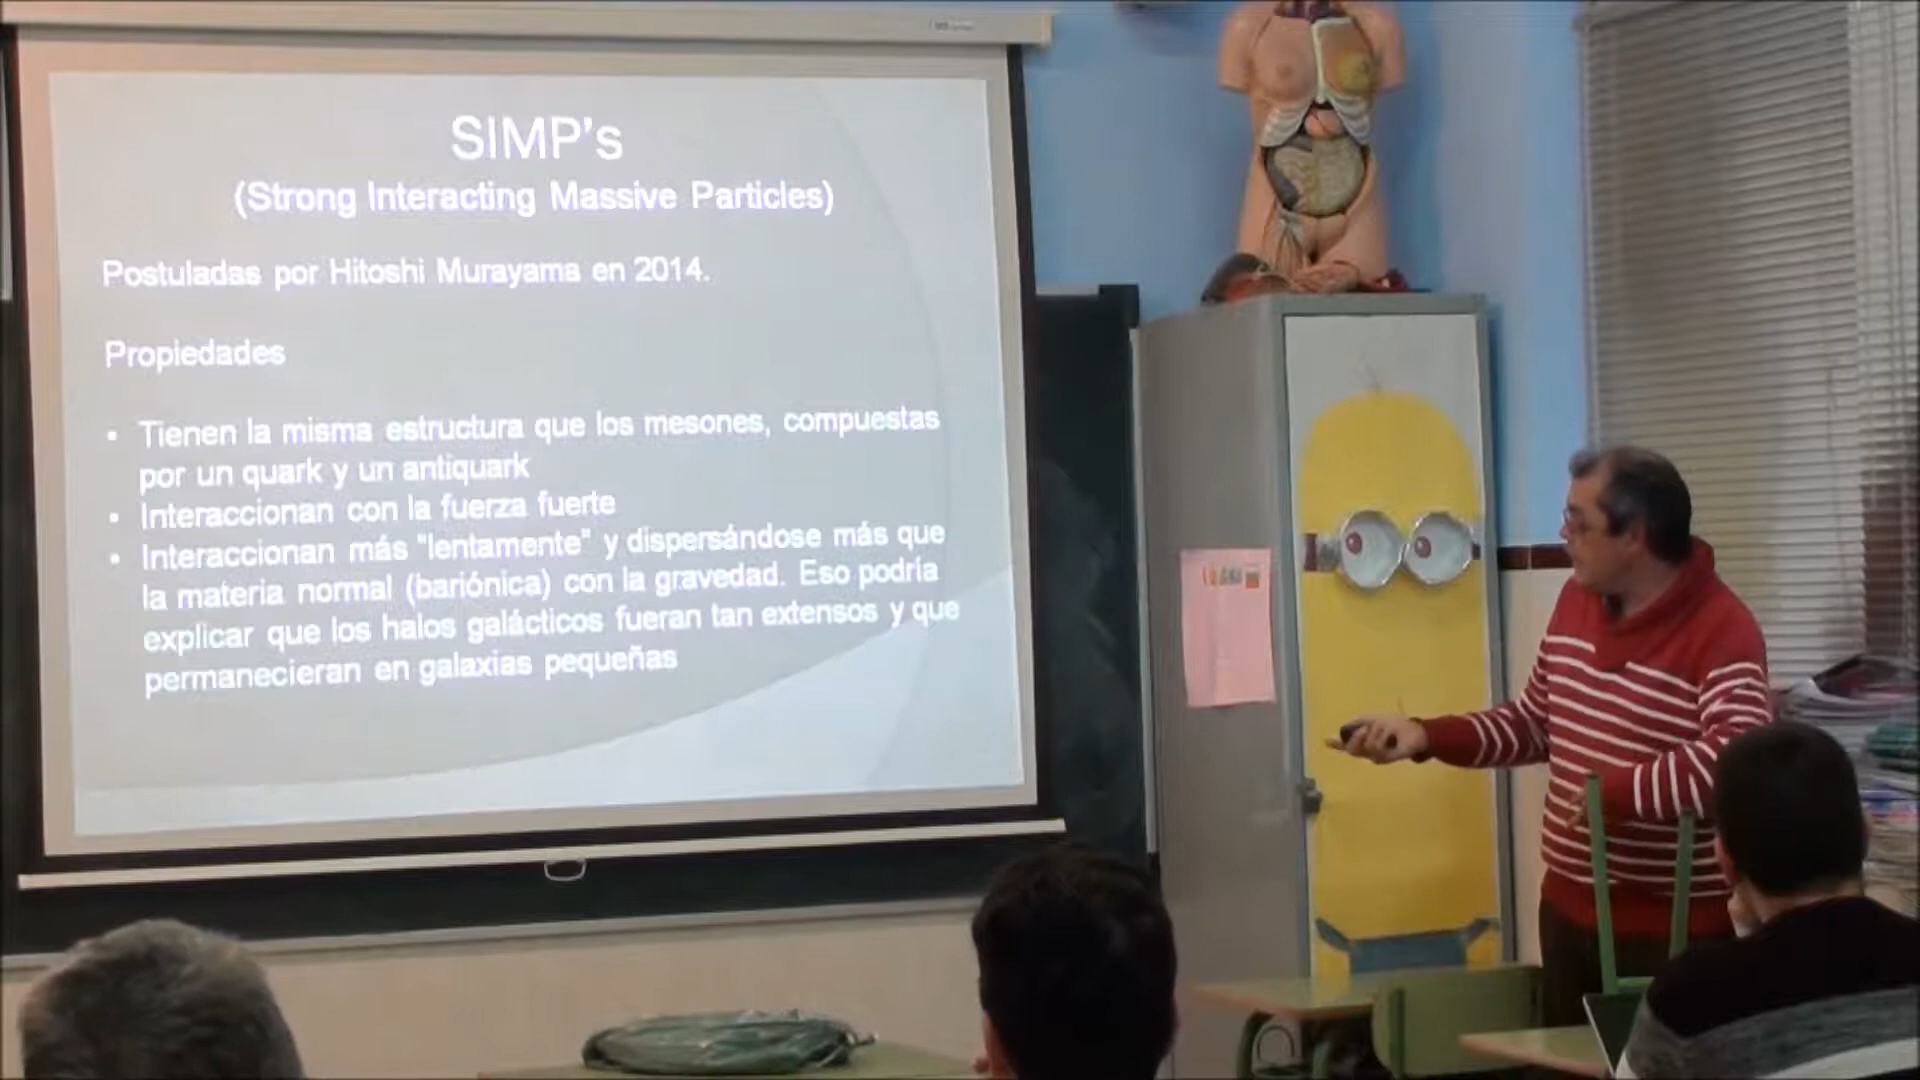 SIMP's
(Strong Interacting Massive Particles)
Postuladas por Hitoshi Murayama en 2014.
Propiedades
• Tienen la misma estructura que los mesones, compuestas
por un quark y un antiquark
• Interaccionan con la fuerza fuerte
• Interaccionan más "lentamente" y dispersándose más que
la materia normal (bariónica) con la gravedad. Eso podría
explicar que los halos galácticos fueran tan extensos y que
permanecieran en galaxias pequeñas